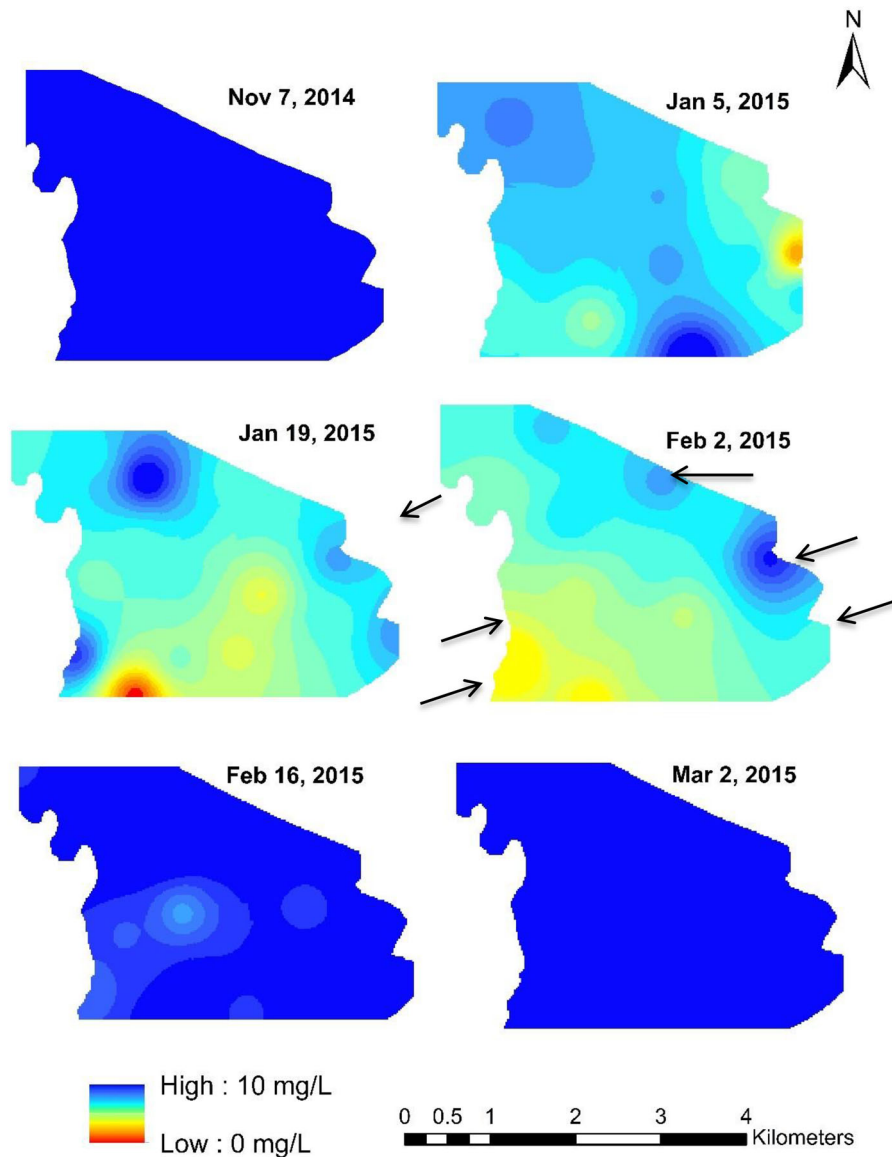 N
Nov 7, 2014
Jan 5, 2015
Jan 19, 2015
Feb 2, 2015
Feb 16, 2015
Mar 2, 2015
High : 10 mg/L
Low : 0 mg/L
0 0.5 1 2 3 4
Kilometers